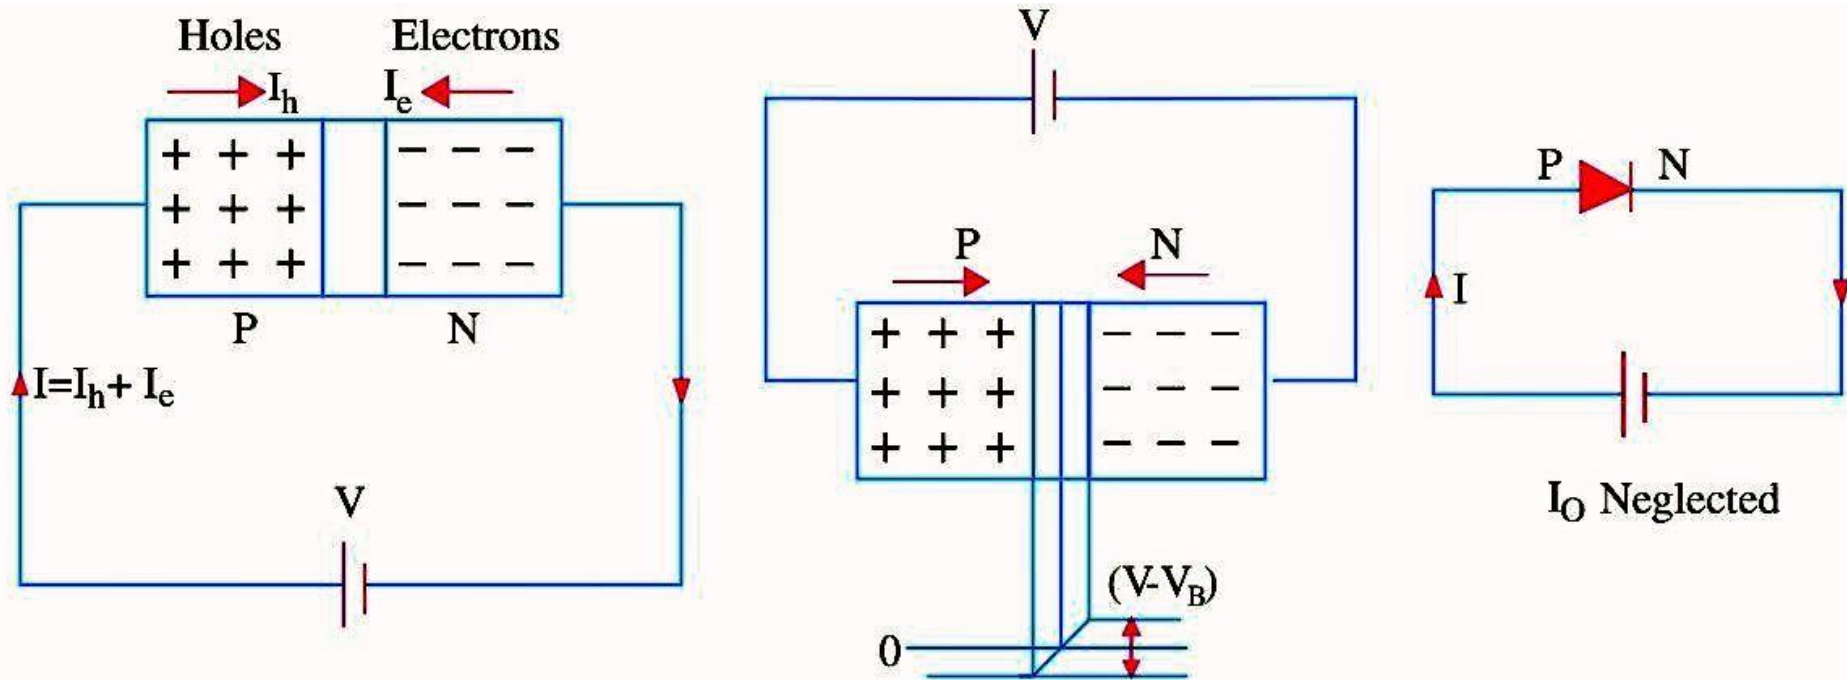 Holes Electrons
Ih Ie
+ + + − − −
+ + + − − −
+ + + − − −
P N
I=Ih+ Ie
V
V
P N
+ + + − − −
+ + + − − −
+ + + − − −
(V-VB)
0
P N
I
IO Neglected